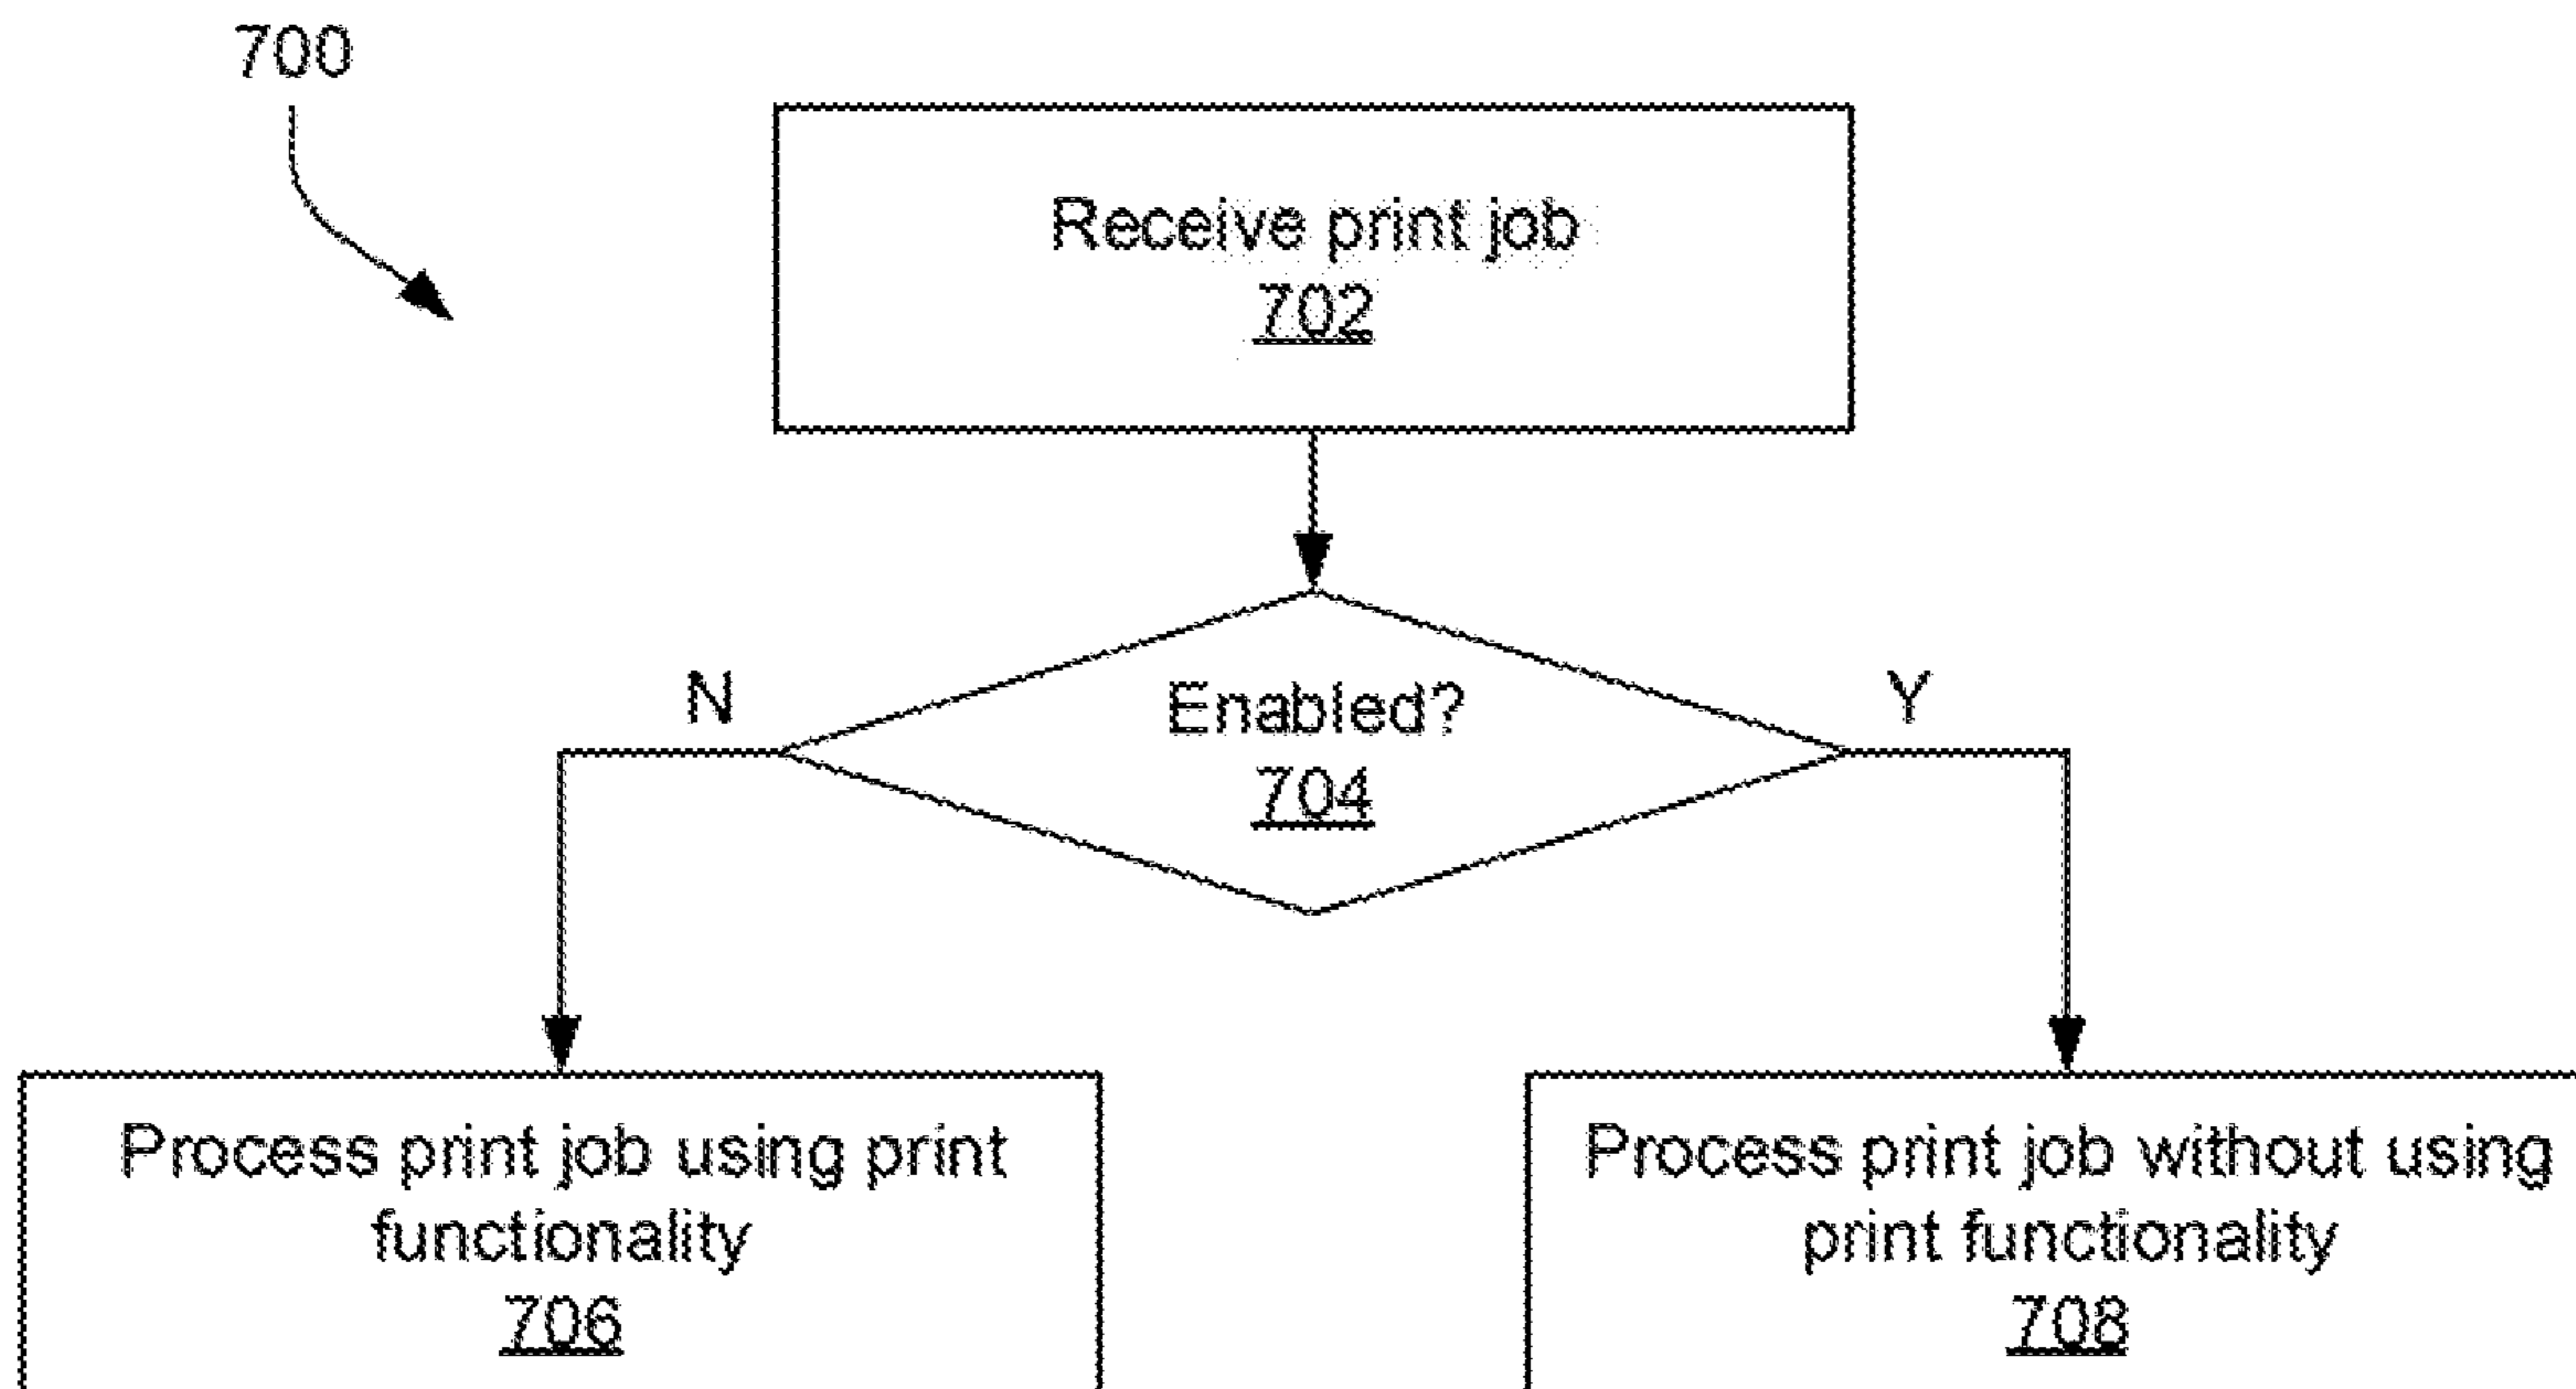 700
Receive print job
702
N
Enabled?
Y
704
Process print job using print
functionality
706
Process print job without using
print functionality
708